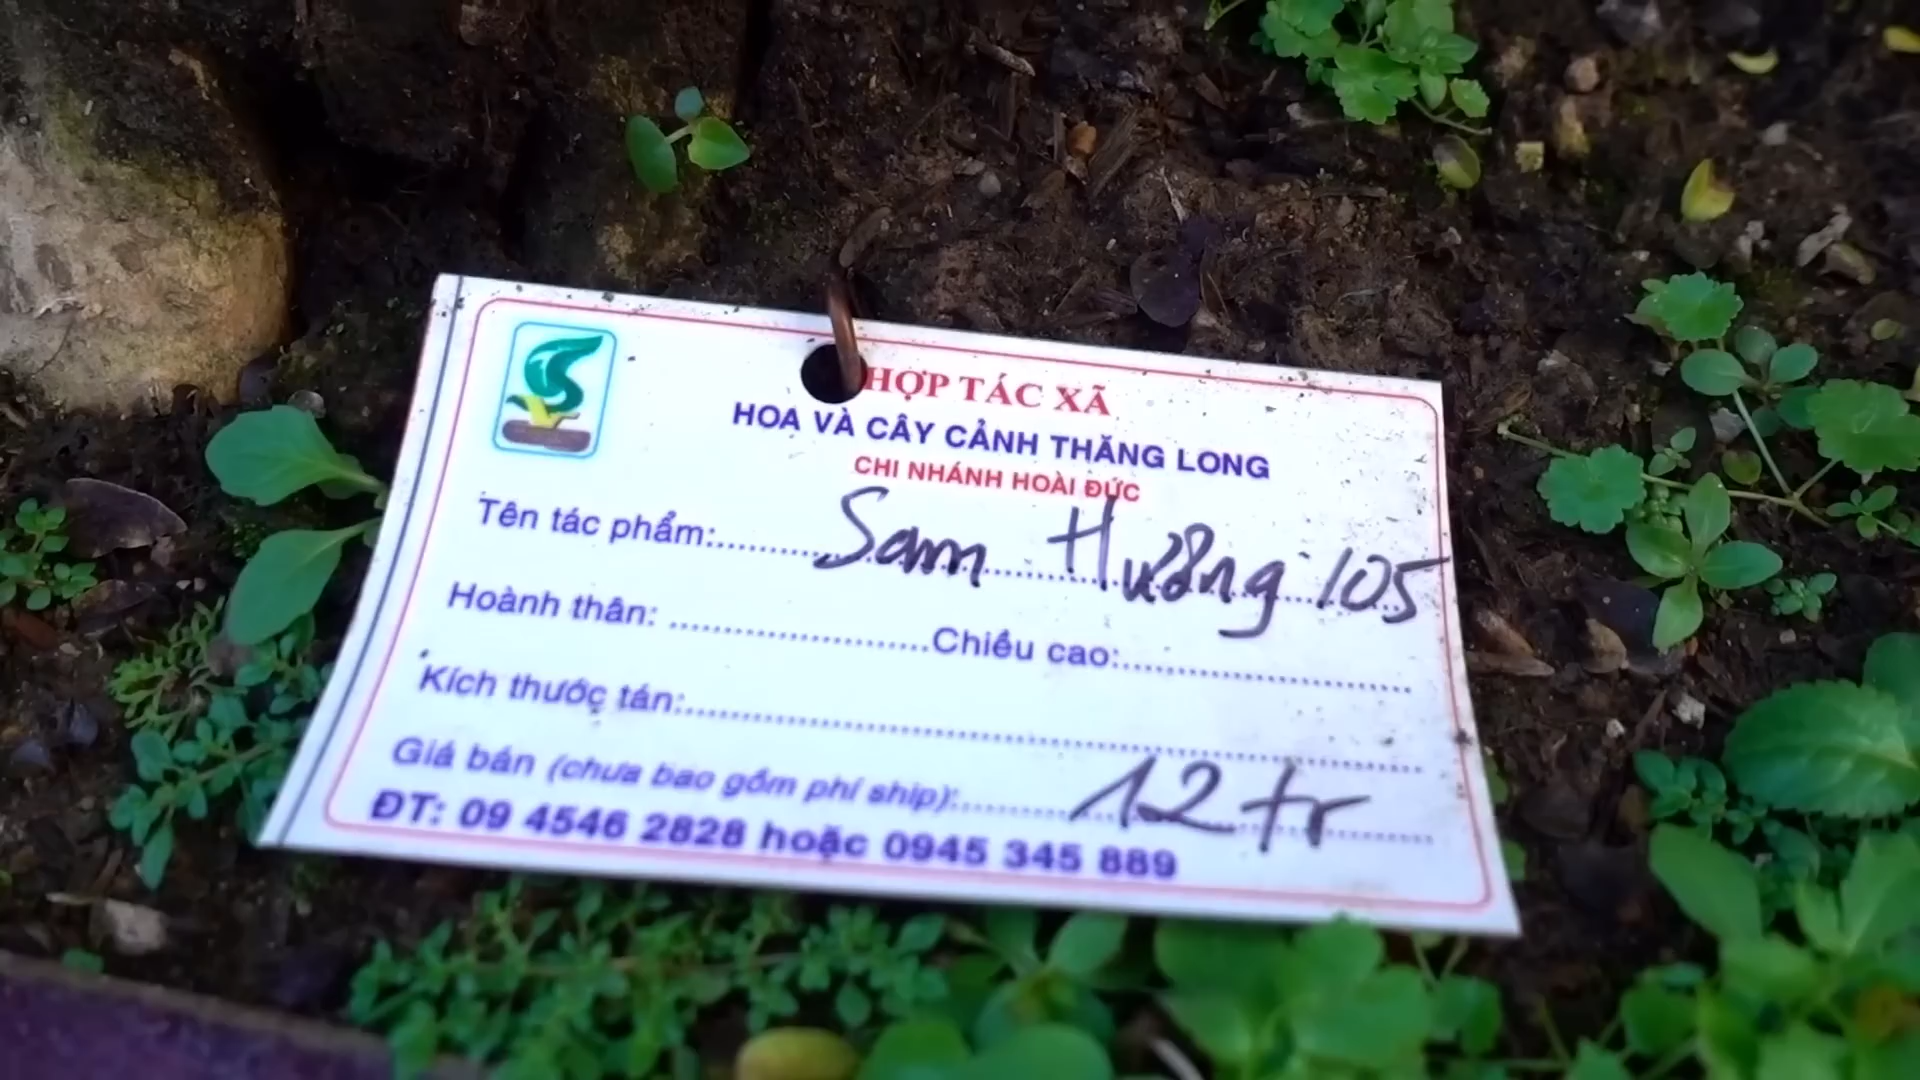 HỢP TÁC XÃ
HOA VÀ CÂY CẢNH THĂNG LONG
CHI NHÁNH HOÀI ĐỨC
Tên tác phẩm:............Sam Hương 105
Hoành thân: ............................Chiều cao:................................
Kích thước tán:................................................................................
Giá bán (chưa bao gồm phí ship):............12 tr
ĐT: 09 4546 2828 hoặc 0945 345 889